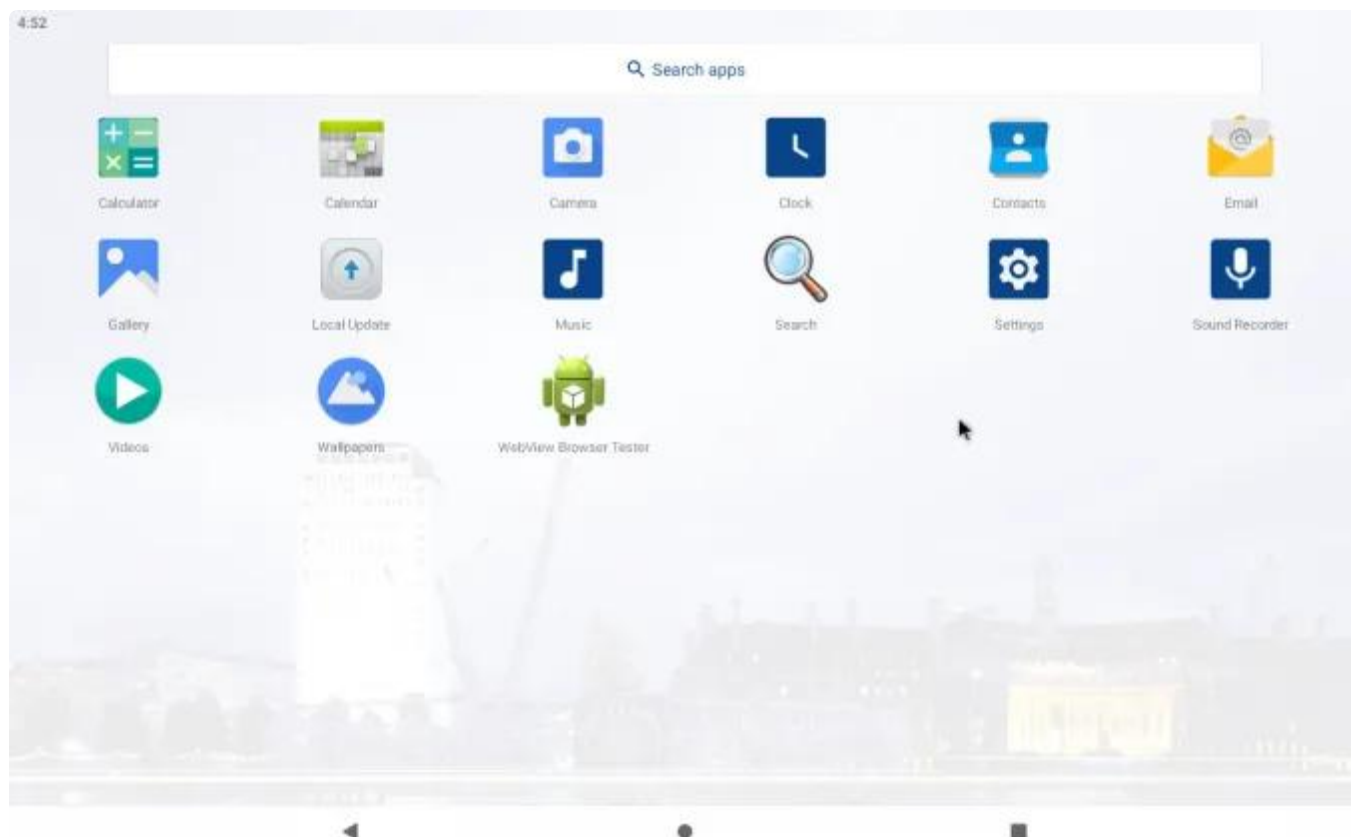 4:52
Search apps
Calculator Calendar Camera Clock Contacts Email
Gallery Local Update Music Search Settings Sound Recorder
Videos Wallpapers WebView Browser Tester